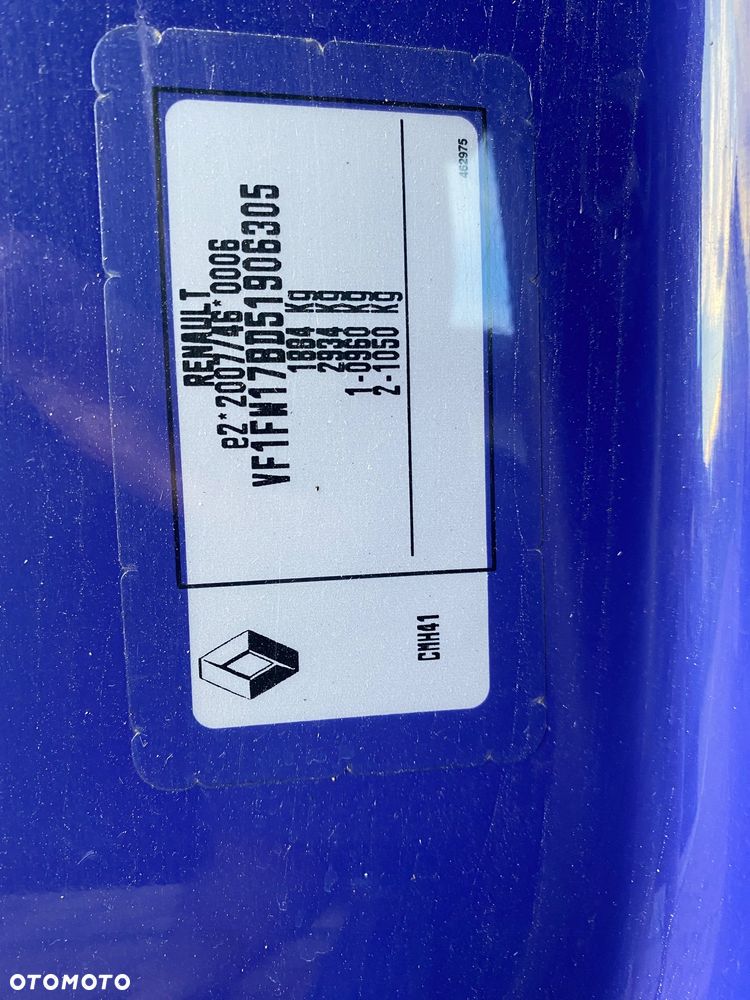 RENAULT
e2*2007/46*0006
VF1FW17BD51906305
1884 Kg
2934 Kg
1-0960 Kg
2-1050 Kg
462975
CMH41
OTOMOTO